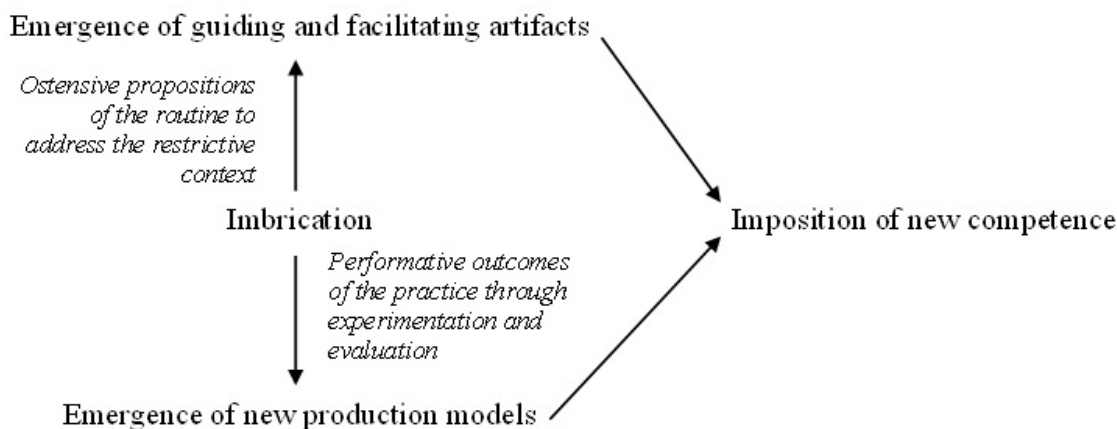 Emergence of guiding and facilitating artifacts
Ostensive propositions
of the routine to
address the restrictive
context
Imbrication
Imposition of new competence
Performative outcomes
of the practice through
experimentation and
evaluation
Emergence of new production models